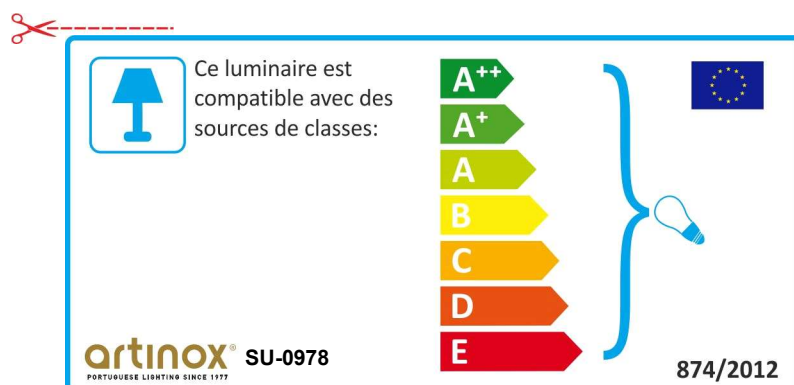 Ce luminaire est
compatible avec des
sources de classes:
A++
A+
A
B
C
D
E
artinox® SU-0978
PORTUGUESE LIGHTING SINCE 1977
874/2012